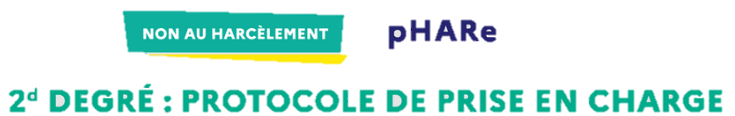 NON AU HARCÈLEMENT pHARe
2d DEGRÉ : PROTOCOLE DE PRISE EN CHARGE